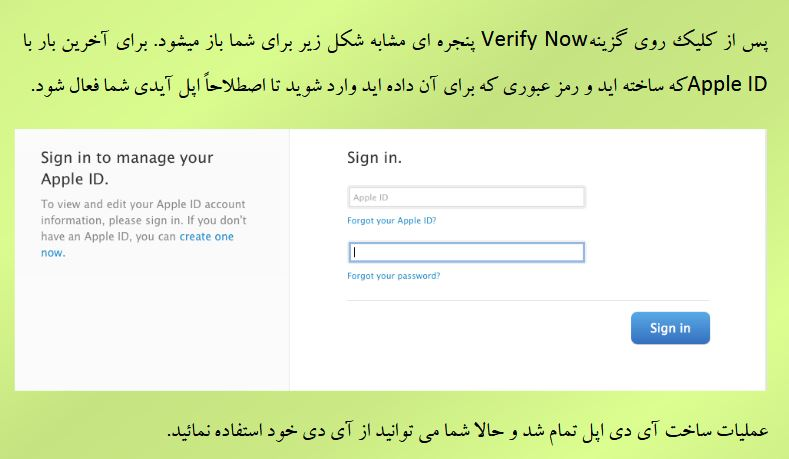 پس از کلیک روی گزینهVerify Now پنجره ای مشابه شکل زیر برای شما باز میشود. برای آخرین بار با
Apple IDکه ساخته اید و رمز عبوری که برای آن داده اید وارد شوید تا اصطلاحاً اپل آیدی شما فعال شود.
Sign in to manage your
Apple ID.
To view and edit your Apple ID account
information, please sign in. If you don't
have an Apple ID, you can create one
now.
Sign in.
Apple ID
Forgot your Apple ID?
Forgot your password?
Sign in
عملیات ساخت آی دی اپل تمام شد و حالا شما می توانید از آی دی خود استفاده نمائید.